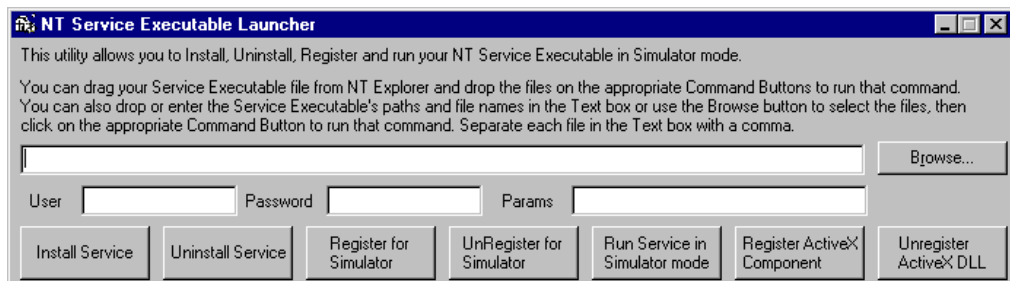 NT Service Executable Launcher
This utility allows you to Install, Uninstall, Register and run your NT Service Executable in Simulator mode.
You can drag your Service Executable file from NT Explorer and drop the files on the appropriate Command Buttons to run that command.
You can also drop or enter the Service Executable's paths and file names in the Text box or use the Browse button to select the files, then
click on the appropriate Command Button to run that command. Separate each file in the Text box with a comma.
Browse...
User Password Params
Install Service
Uninstall Service
Register for
Simulator
UnRegister for
Simulator
Run Service in
Simulator mode
Register ActiveX
Component
Unregister
ActiveX DLL